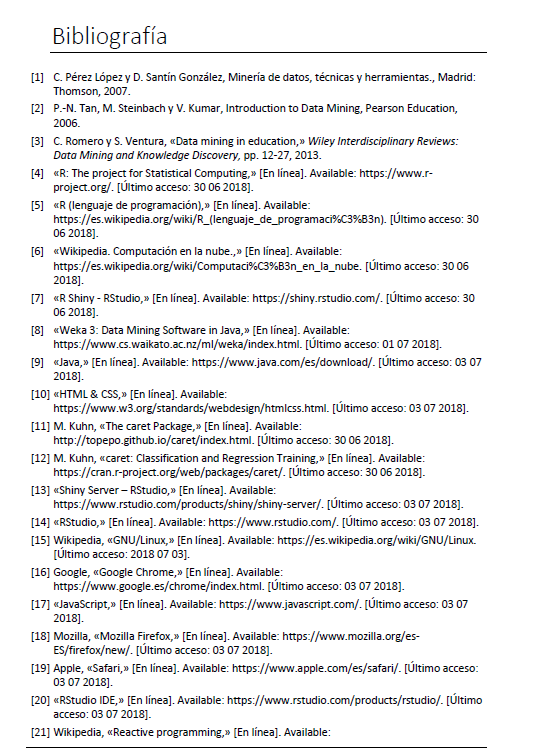 Bibliografía
[1] C. Pérez López y D. Santín González, Minería de datos, técnicas y herramientas., Madrid:
Thomson, 2007.
[2] P.-N. Tan, M. Steinbach y V. Kumar, Introduction to Data Mining, Pearson Education,
2006.
[3] C. Romero y S. Ventura, «Data mining in education,» Wiley Interdisciplinary Reviews:
Data Mining and Knowledge Discovery, pp. 12-27, 2013.
[4] «R: The project for Statistical Computing,» [En línea]. Available: https://www.r-
project.org/. [Último acceso: 30 06 2018].
[5] «R (lenguaje de programación),» [En línea]. Available:
https://es.wikipedia.org/wiki/R_(lenguaje_de_programaci%C3%B3n). [Último acceso: 30
06 2018].
[6] «Wikipedia. Computación en la nube.,» [En línea]. Available:
https://es.wikipedia.org/wiki/Computaci%C3%B3n_en_la_nube. [Último acceso: 30 06
2018].
[7] «R Shiny - RStudio,» [En línea]. Available: https://shiny.rstudio.com/. [Último acceso: 30
06 2018].
[8] «Weka 3: Data Mining Software in Java,» [En línea]. Available:
https://www.cs.waikato.ac.nz/ml/weka/index.html. [Último acceso: 01 07 2018].
[9] «Java,» [En línea]. Available: https://www.java.com/es/download/. [Último acceso: 03 07
2018].
[10] «HTML & CSS,» [En línea]. Available:
https://www.w3.org/standards/webdesign/htmlcss.html. [Último acceso: 03 07 2018].
[11] M. Kuhn, «The caret Package,» [En línea]. Available:
http://topepo.github.io/caret/index.html. [Último acceso: 30 06 2018].
[12] M. Kuhn, «caret: Classification and Regression Training,» [En línea]. Available:
https://cran.r-project.org/web/packages/caret/. [Último acceso: 30 06 2018].
[13] «Shiny Server – RStudio,» [En línea]. Available:
https://www.rstudio.com/products/shiny/shiny-server/. [Último acceso: 03 07 2018].
[14] «RStudio,» [En línea]. Available: https://www.rstudio.com/. [Último acceso: 03 07 2018].
[15] Wikipedia, «GNU/Linux,» [En línea]. Available: https://es.wikipedia.org/wiki/GNU/Linux.
[Último acceso: 2018 07 03].
[16] Google, «Google Chrome,» [En línea]. Available:
https://www.google.es/chrome/index.html. [Último acceso: 03 07 2018].
[17] «JavaScript,» [En línea]. Available: https://www.javascript.com/. [Último acceso: 03 07
2018].
[18] Mozilla, «Mozilla Firefox,» [En línea]. Available: https://www.mozilla.org/es-
ES/firefox/new/. [Último acceso: 03 07 2018].
[19] Apple, «Safari,» [En línea]. Available: https://www.apple.com/es/safari/. [Último acceso:
03 07 2018].
[20] «RStudio IDE,» [En línea]. Available: https://www.rstudio.com/products/rstudio/. [Último
acceso: 03 07 2018].
[21] Wikipedia, «Reactive programming,» [En línea]. Available: